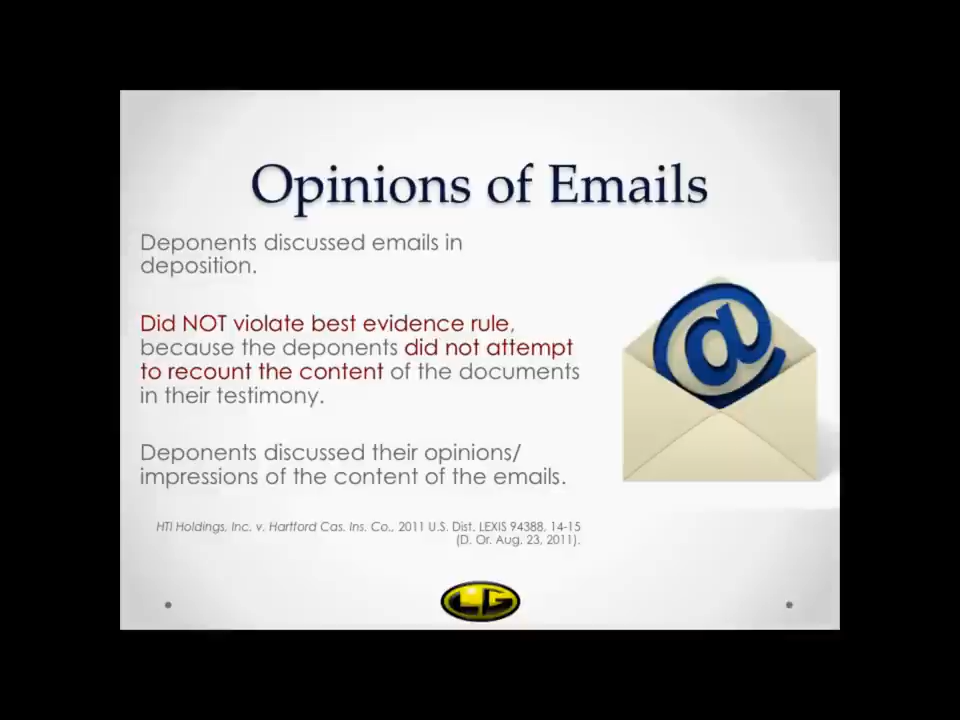 Opinions of Emails
Deponents discussed emails in
deposition.
Did NOT violate best evidence rule,
because the deponents did not attempt
to recount the content of the documents
in their testimony.
Deponents discussed their opinions/
impressions of the content of the emails.
HTI Holdings, Inc. v. Hartford Cas. Ins. Co., 2011 U.S. Dist. LEXIS 94388, 14-15
(D. Or. Aug. 23, 2011).
@
LG